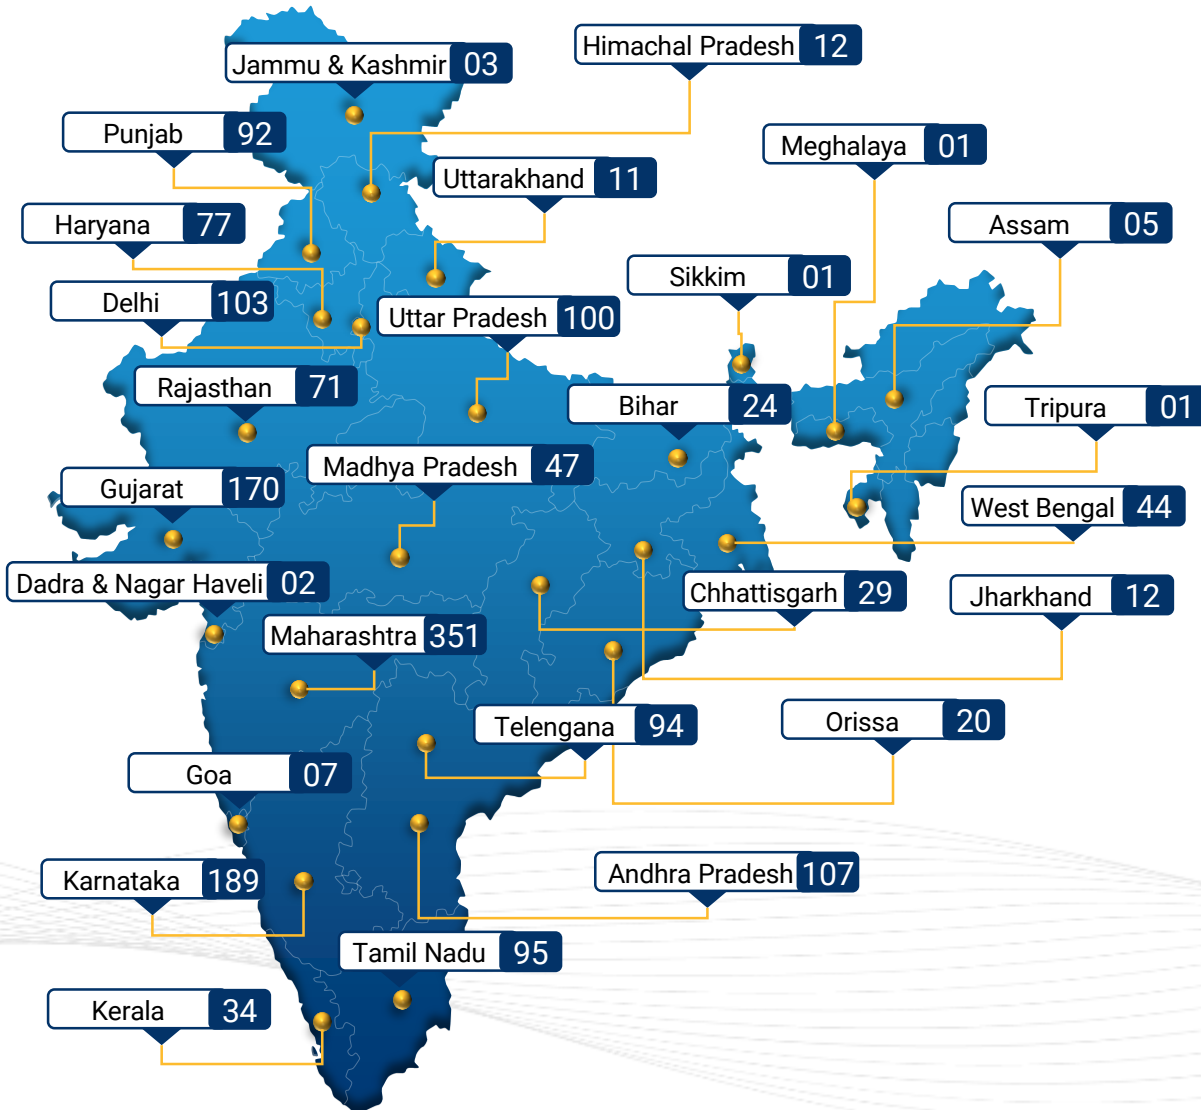 Himachal Pradesh 12
Jammu & Kashmir 03
Punjab 92
Meghalaya 01
Uttarakhand 11
Haryana 77
Assam 05
Sikkim 01
Delhi 103
Uttar Pradesh 100
Rajasthan 71
Bihar 24
Tripura 01
Madhya Pradesh 47
Gujarat 170
West Bengal 44
Dadra & Nagar Haveli 02
Chhattisgarh 29
Jharkhand 12
Maharashtra 351
Telengana 94
Orissa 20
Goa 07
Karnataka 189
Andhra Pradesh 107
Tamil Nadu 95
Kerala 34